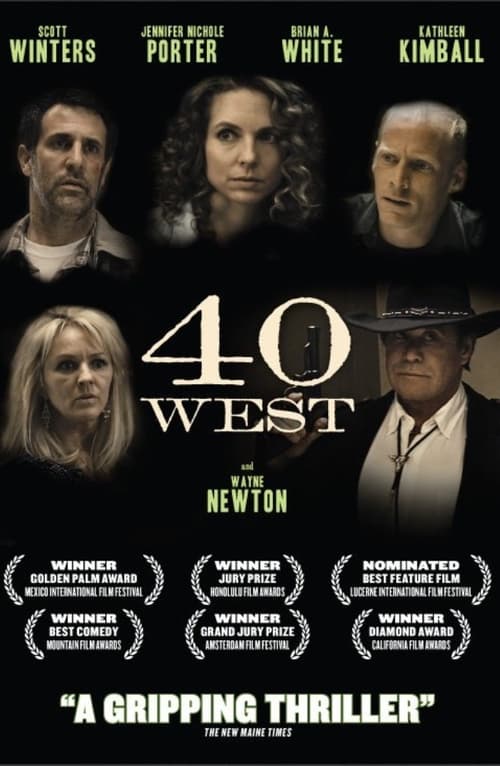 SCOTT
WINTERS
JENNIFER NICHOLE
PORTER
BRIAN A.
WHITE
KATHLEEN
KIMBALL
40
WEST
and
WAYNE
NEWTON
WINNER
GOLDEN PALM AWARD
MEXICO INTERNATIONAL FILM FESTIVAL
WINNER
JURY PRIZE
HONOLULU FILM AWARDS
NOMINATED
BEST FEATURE FILM
LUCERNE INTERNATIONAL FILM FESTIVAL
WINNER
BEST COMEDY
MOUNTAIN FILM AWARDS
WINNER
GRAND JURY PRIZE
AMSTERDAM FILM FESTIVAL
WINNER
DIAMOND AWARD
CALIFORNIA FILM AWARDS
“A GRIPPING THRILLER”
THE NEW MAINE TIMES